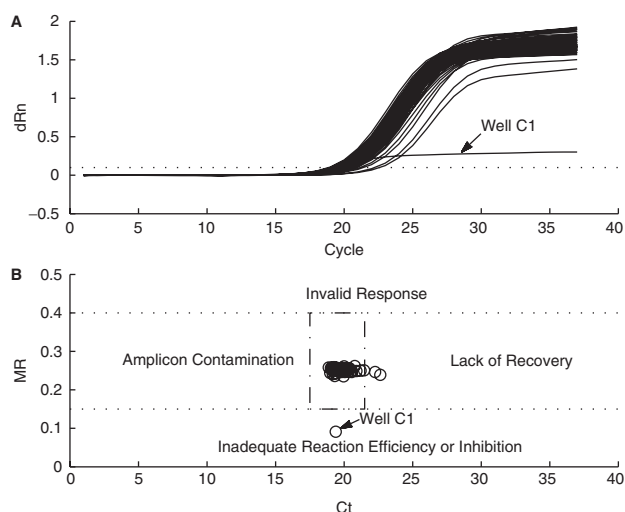 A
2
1.5
1
0.5
0
−0.5
dRn
Well C1
0 5 10 15 20 25 30 35 40
Cycle
B
0.5
0.4
0.3
0.2
0.1
0
MR
Invalid Response
Amplicon Contamination
Lack of Recovery
Well C1
Inadequate Reaction Efficiency or Inhibition
0 5 10 15 20 25 30 35 40
Ct